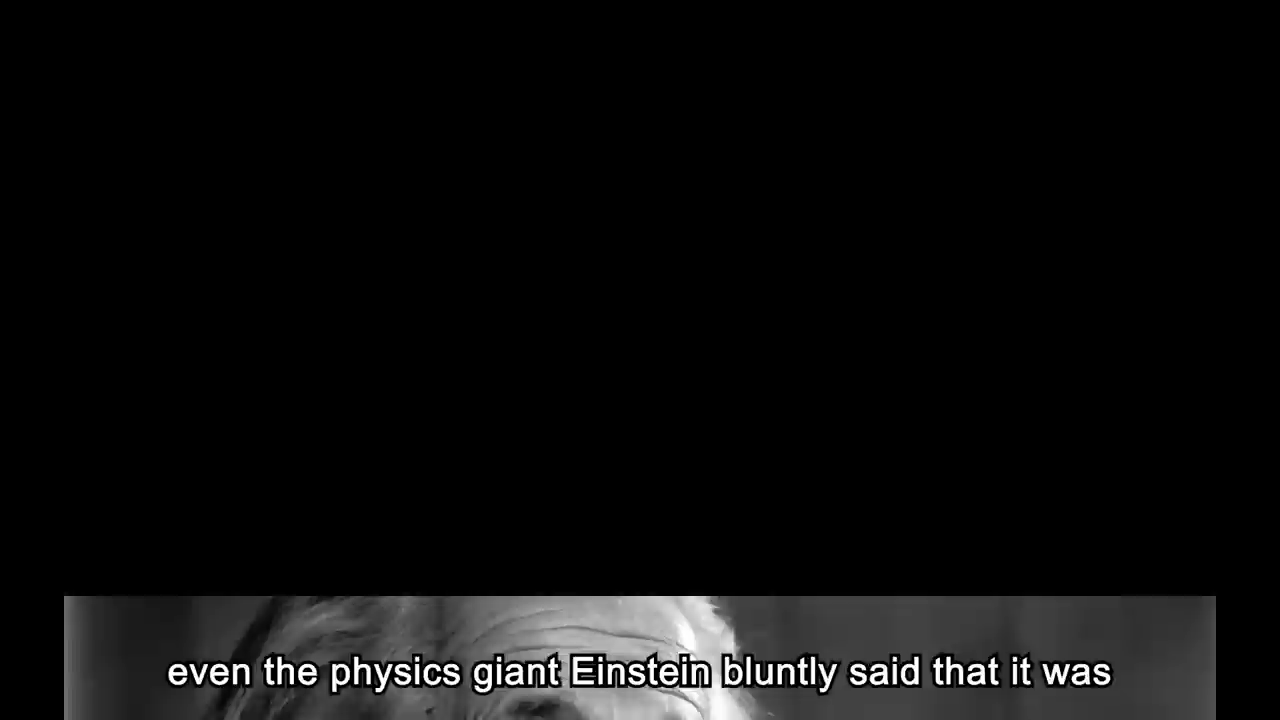 even the physics giant Einstein bluntly said that it was